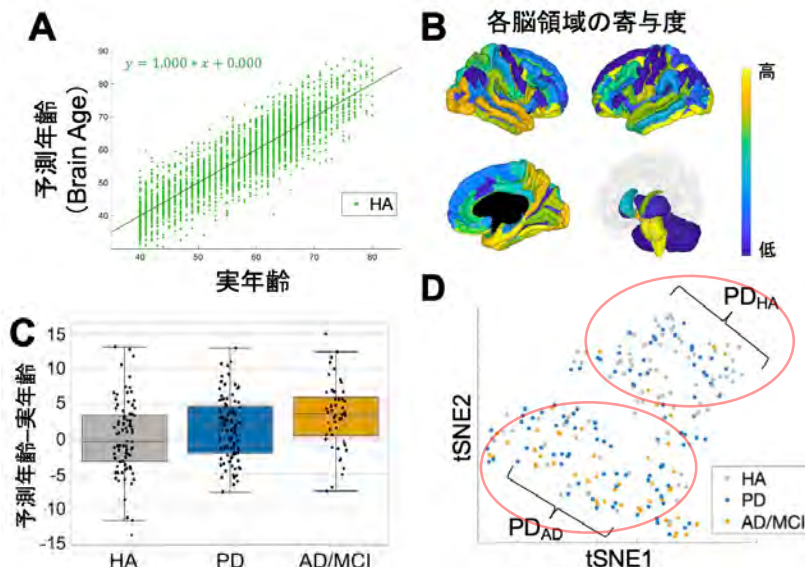 A
y = 1.000 * x + 0.000
90
80
70
60
50
40
予測年齢
(Brain Age)
HA
40
50
60
70
80
実年齢
B
各脳領域の寄与度
高
低
C
15
10
5
0
-5
-10
-15
予測年齢−実年齢
HA
PD
AD/MCI
D
PDHA
PDAD
tSNE2
tSNE1
HA
PD
AD/MCI